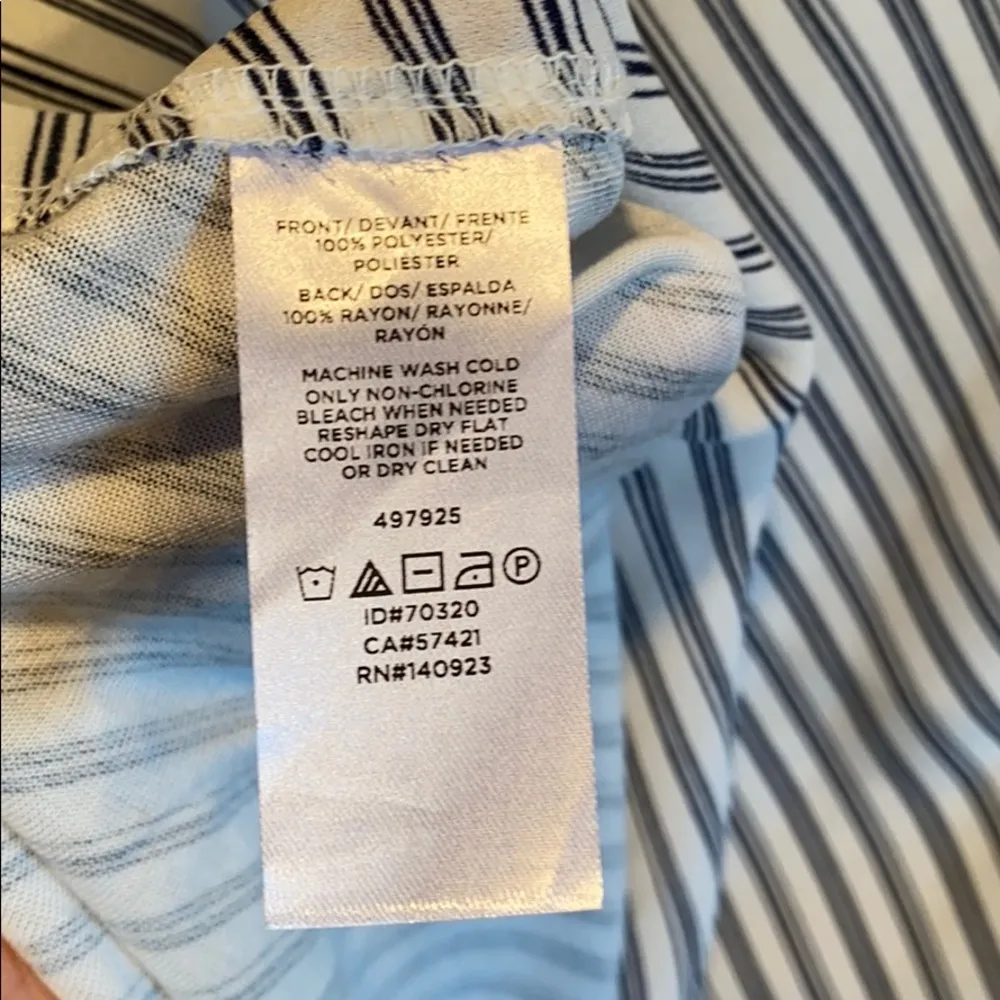 FRONT/ DEVANT/ FRENTE
100% POLYESTER/
POLIÉSTER
BACK/ DOS/ ESPALDA
100% RAYON/ RAYONNE/
RAYÓN
MACHINE WASH COLD
ONLY NON-CHLORINE
BLEACH WHEN NEEDED
RESHAPE DRY FLAT
COOL IRON IF NEEDED
OR DRY CLEAN
497925
P
ID#70320
CA#57421
RN#140923